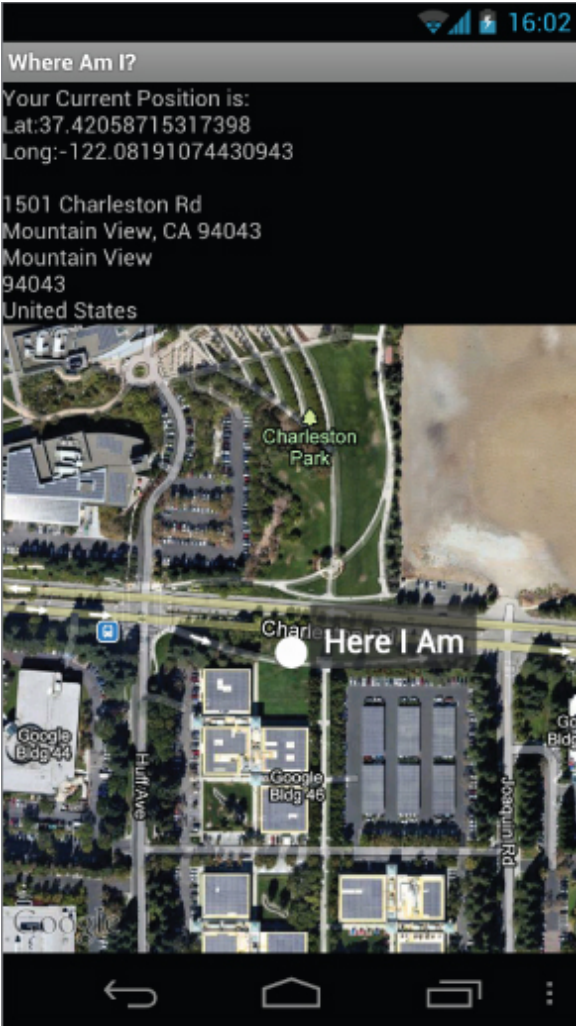 16:02
Where Am I?
Your Current Position is:
Lat:37.42058715317398
Long:-122.08191074430943
1501 Charleston Rd
Mountain View, CA 94043
Mountain View
94043
United States
Charleston
Park
Here I Am
Google
Bldg 44
Huff Ave
Google
Bldg 46
Joaquin Rd
Google